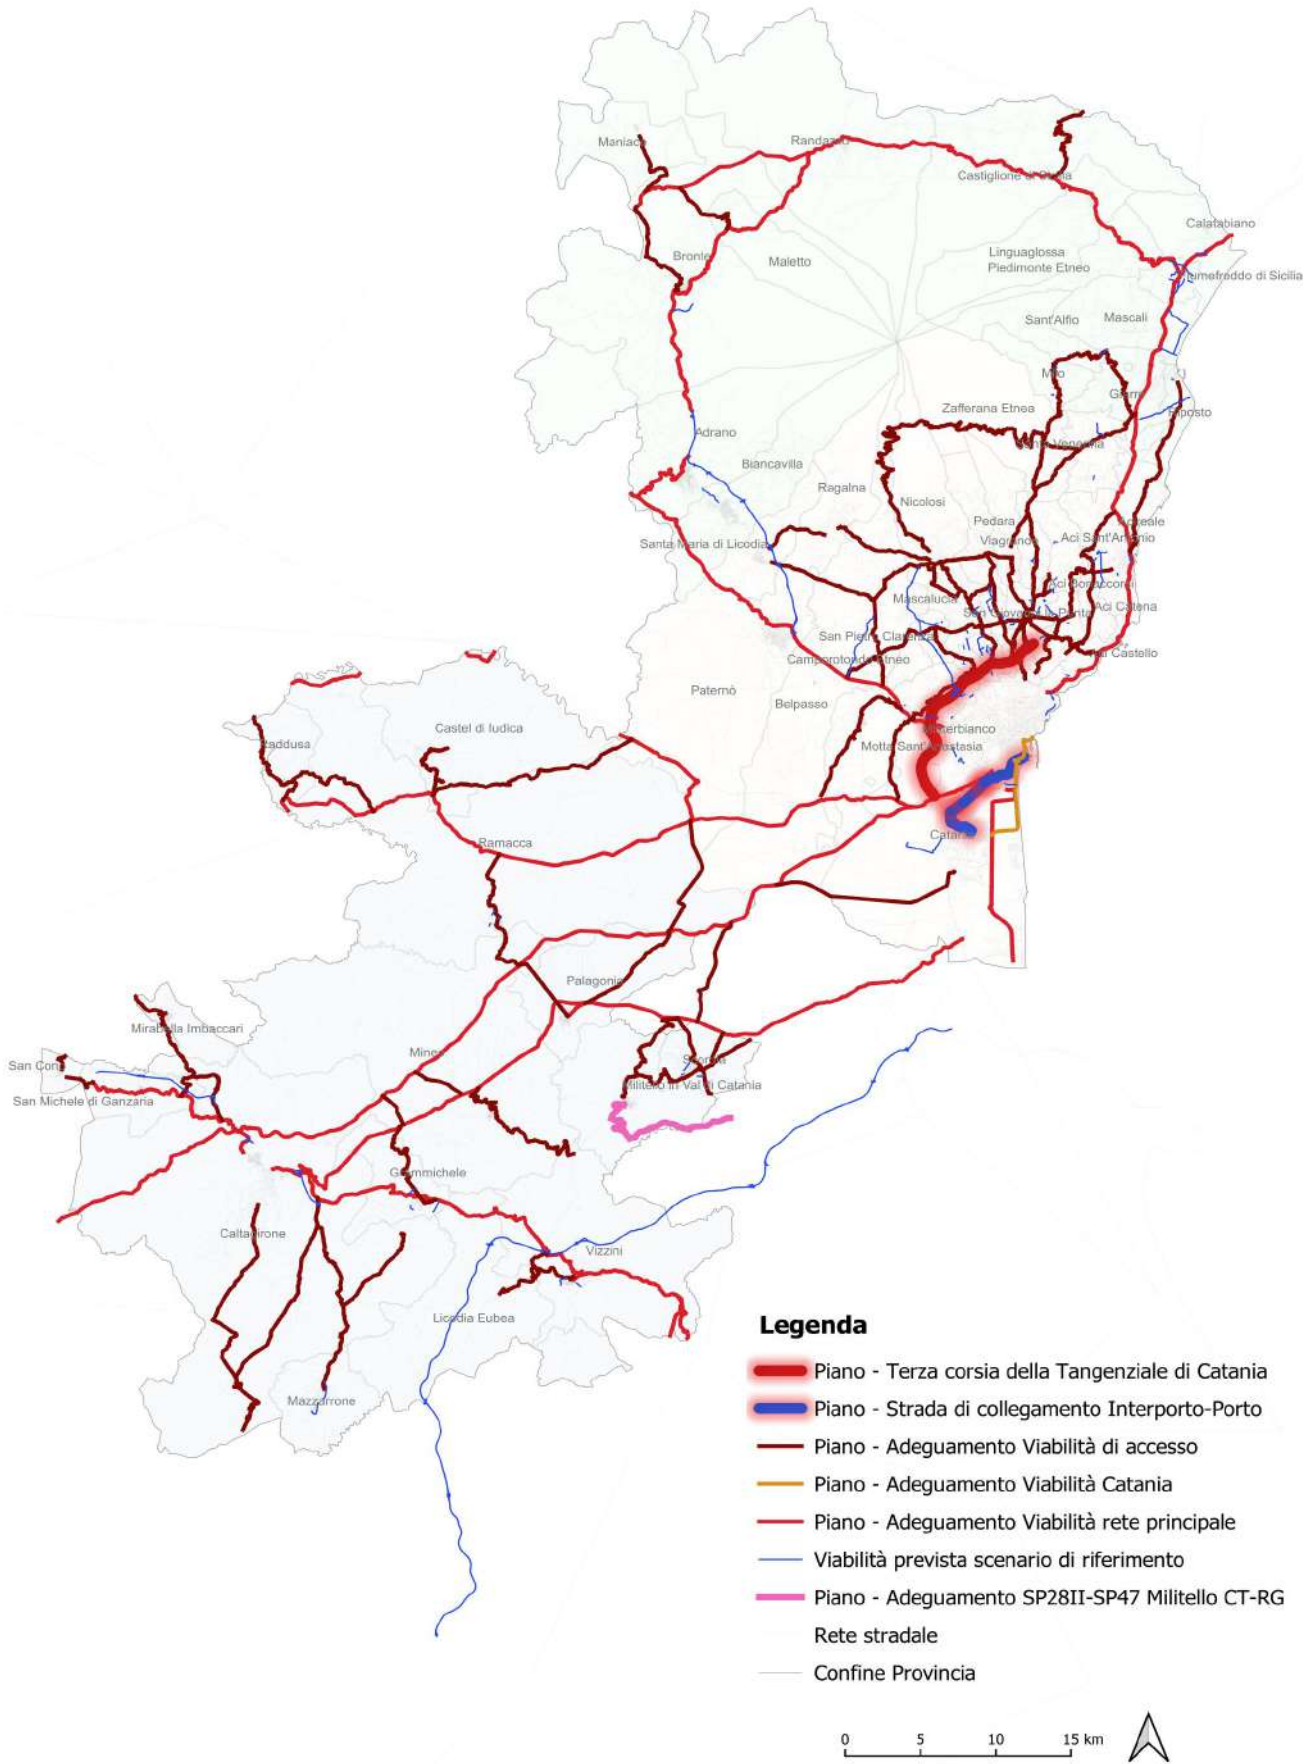 Maniace
Randazzo
Castiglione di Sicilia
Calatabiano
Linguaglossa
Bronte
Maletto
Piedimonte Etneo
Fiumefreddo di Sicilia
Sant'Alfio
Mascali
Milo
Giarre
Zafferana Etnea
Riposto
Adrano
Santa Venerina
Biancavilla
Ragalna
Nicolosi
Pedara
Acireale
Santa Maria di Licodia
Viagrande
Aci Sant'Antonio
Aci Bonaccorsi
Mascalucia
San Giovanni la Punta
Aci Catena
San Pietro Clarenza
Camporotondo Etneo
Aci Castello
Paternò
Belpasso
Castel di Iudica
Misterbianco
Raddusa
Motta Sant'Anastasia
Catania
Ramacca
Palagonia
Mirabella Imbaccari
Mineo
Scordia
San Cono
Militello in Val di Catania
San Michele di Ganzaria
Grammichele
Caltagirone
Vizzini
Licodia Eubea
Mazzarrone
Legenda
Piano - Terza corsia della Tangenziale di Catania
Piano - Strada di collegamento Interporto-Porto
Piano - Adeguamento Viabilità di accesso
Piano - Adeguamento Viabilità Catania
Piano - Adeguamento Viabilità rete principale
Viabilità prevista scenario di riferimento
Piano - Adeguamento SP28II-SP47 Militello CT-RG
Rete stradale
Confine Provincia
0 5 10 15 km